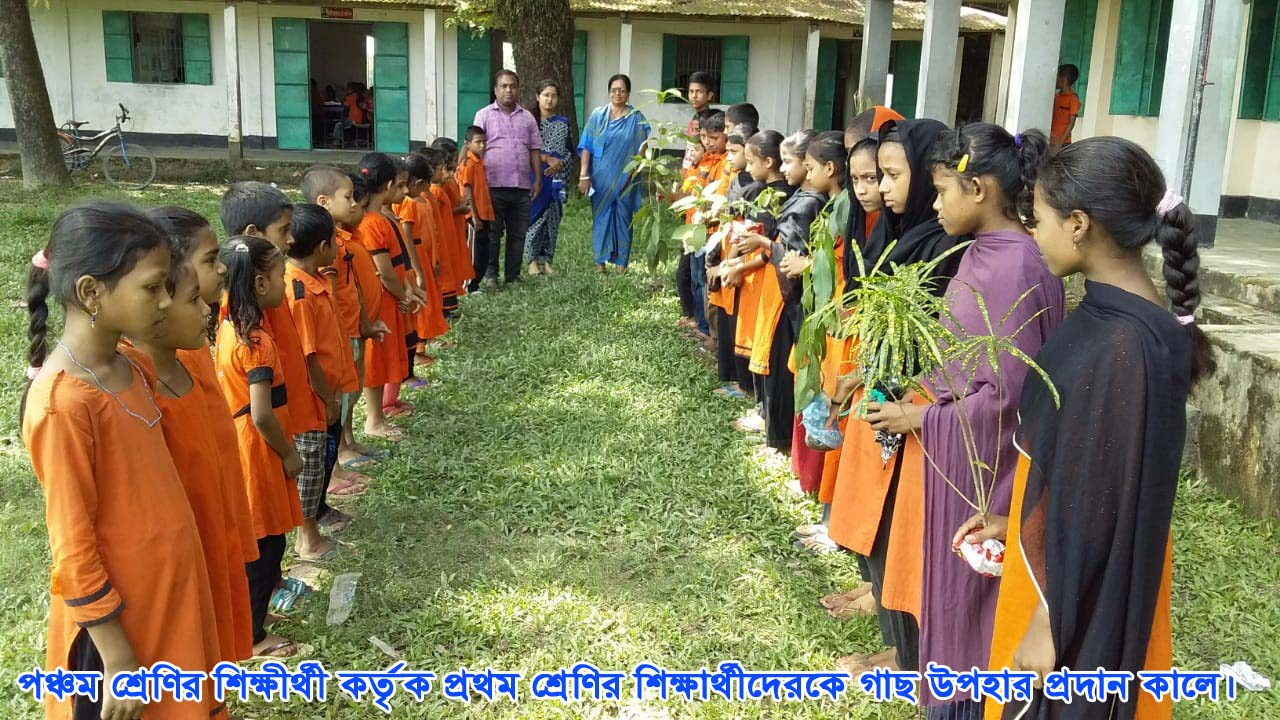 পঞ্চম শ্রেণির শিক্ষীর্থী কর্তৃক প্রথম শ্রেণির শিক্ষার্থীদেরকে গাছ উপহার প্রদান কালে।